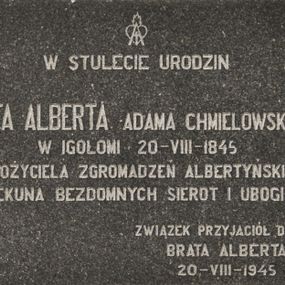 W STULECIE URODZIN
TA ALBERTA ADAMA CHMIELOWSK
W IGOŁOMI 20-VIII-1845
OŻYCIELA ZGROMADZEŃ ALBERTYŃSKI
EKUNA BEZDOMNYCH SIEROT I UBOGI
ZWIĄZEK PRZYJACIÓŁ D
BRATA ALBERTA
20-VIII-1945